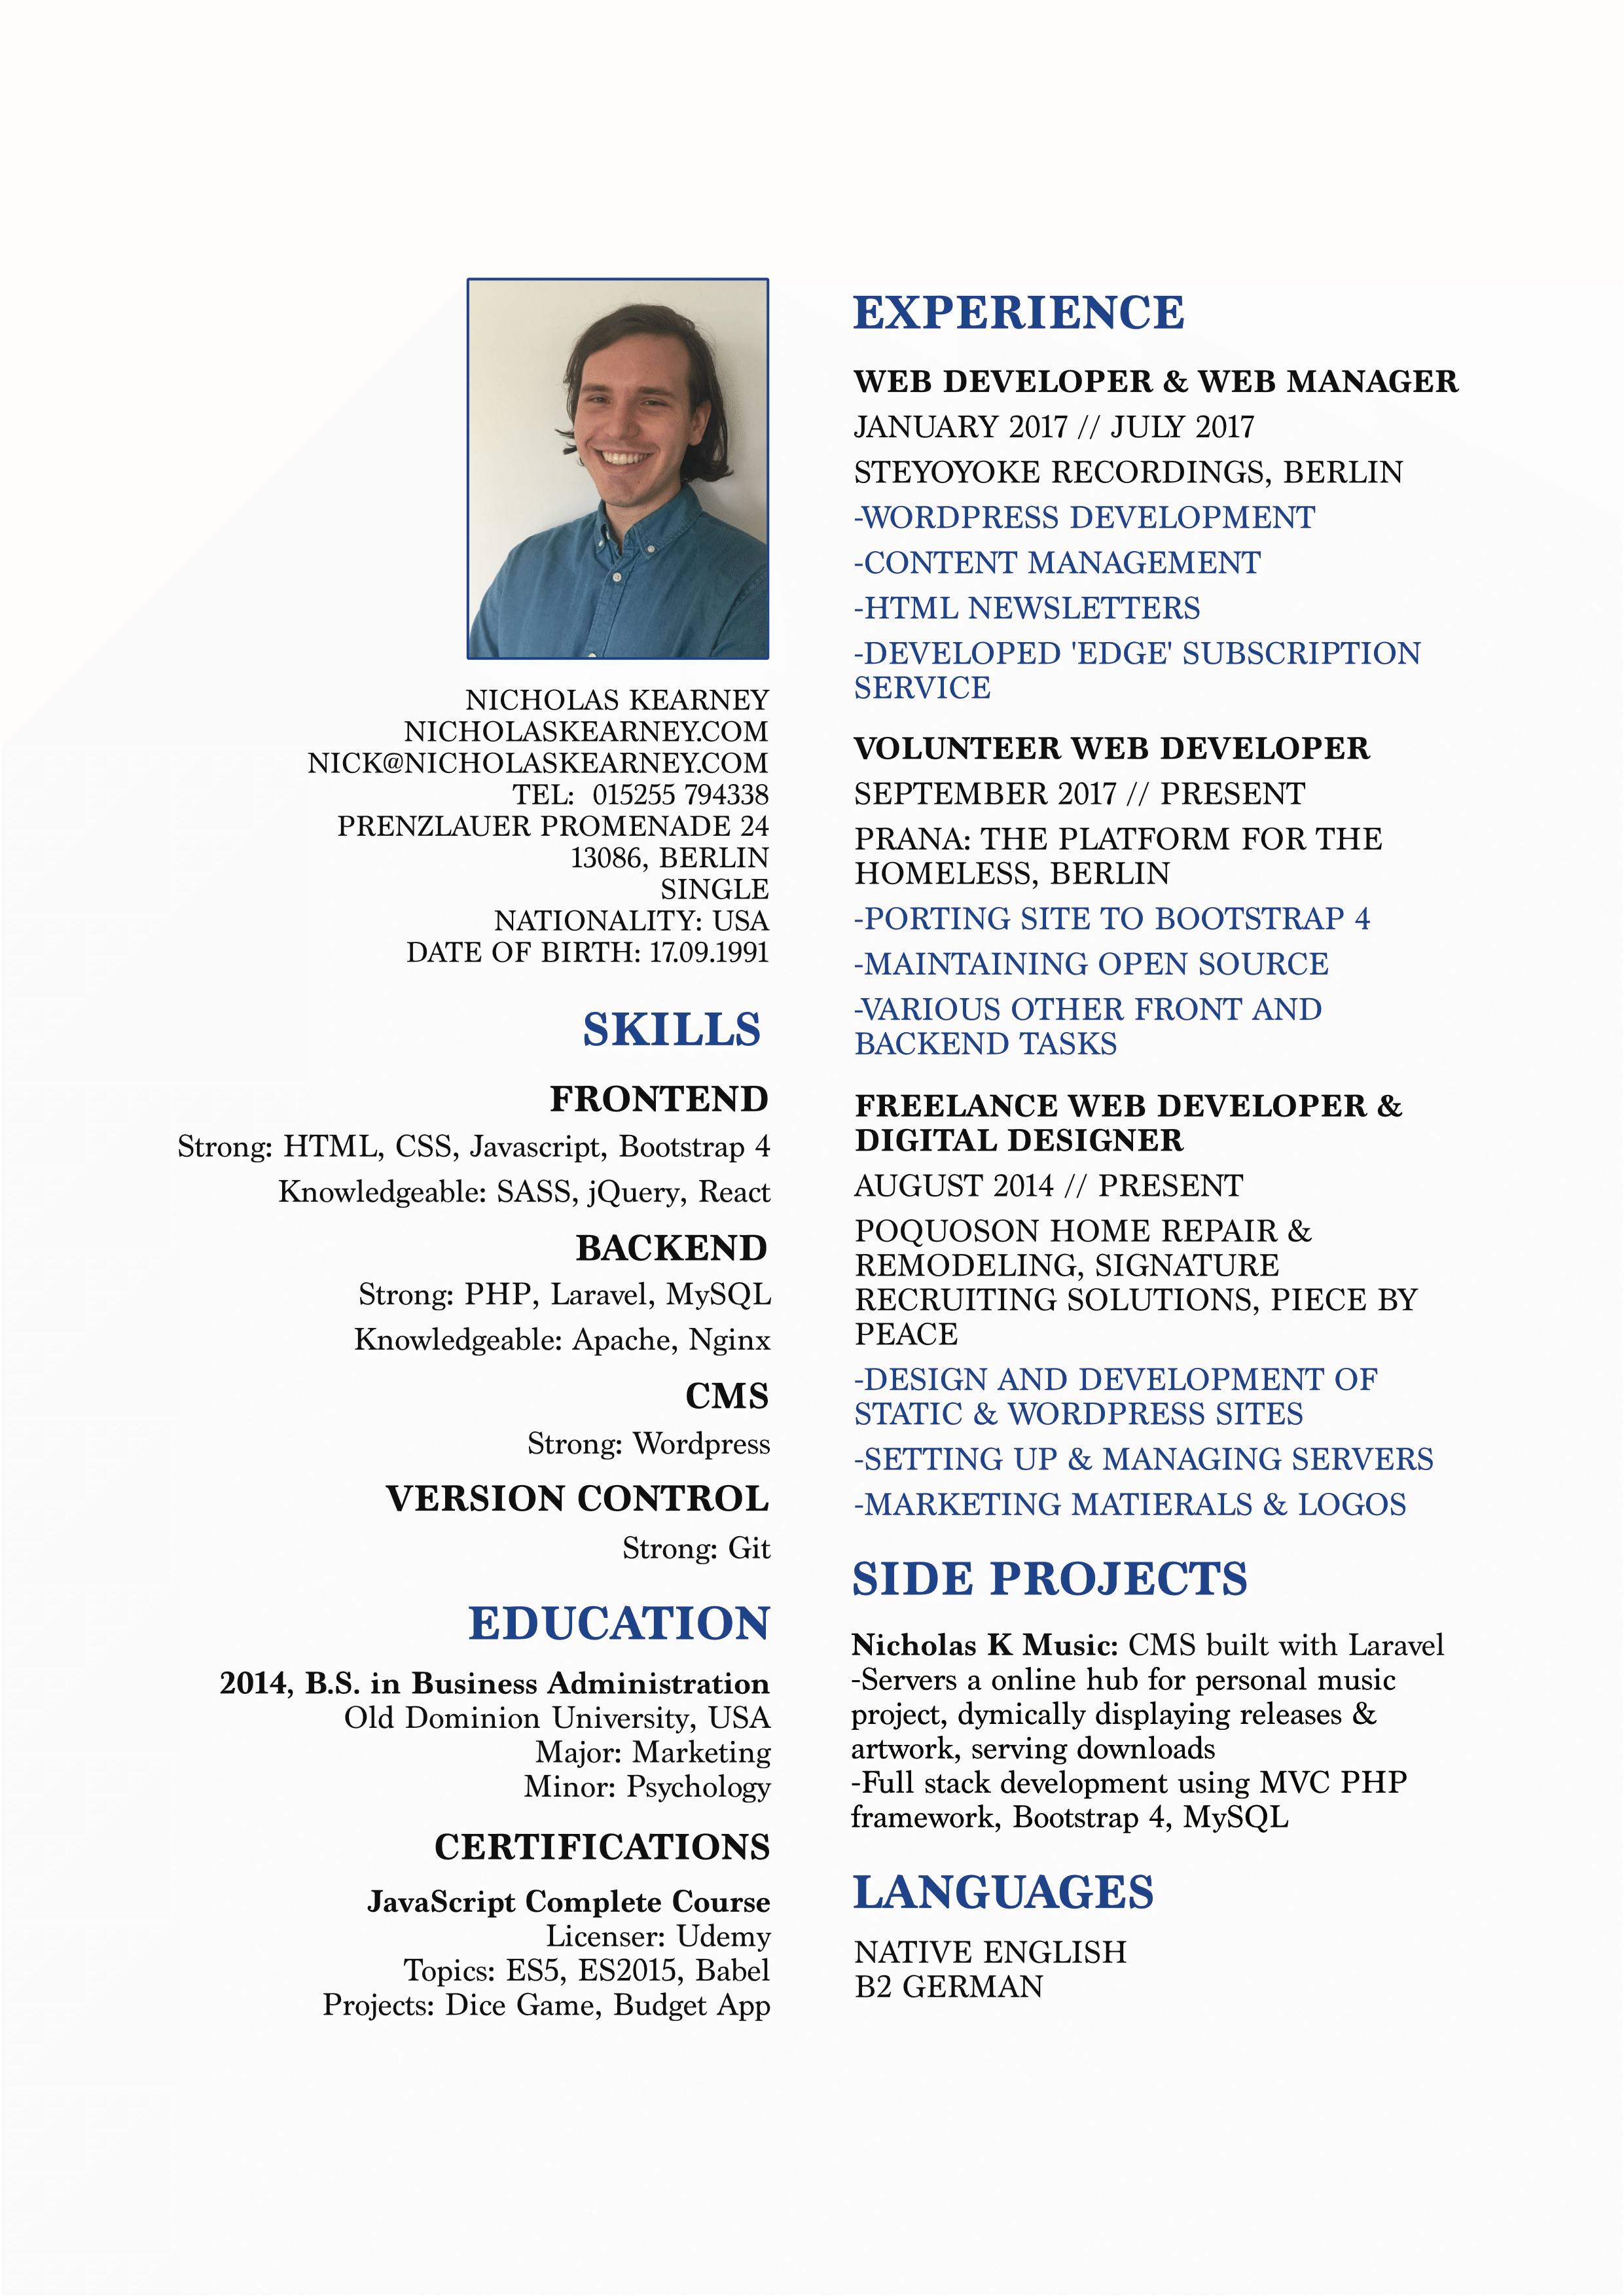 NICHOLAS KEARNEY
NICHOLASKEARNEY.COM
NICK@NICHOLASKEARNEY.COM
TEL:  015255 794338
PRENZLAUER PROMENADE 24
13086, BERLIN
SINGLE
NATIONALITY: USA
DATE OF BIRTH: 17.09.1991
SKILLS
FRONTEND
Strong: HTML, CSS, Javascript, Bootstrap 4
Knowledgeable: SASS, jQuery, React
BACKEND
Strong: PHP, Laravel, MySQL
Knowledgeable: Apache, Nginx
CMS
Strong: Wordpress
VERSION CONTROL
Strong: Git
EDUCATION
2014, B.S. in Business Administration
Old Dominion University, USA
Major: Marketing
Minor: Psychology
CERTIFICATIONS
JavaScript Complete Course
Licenser: Udemy
Topics: ES5, ES2015, Babel
Projects: Dice Game, Budget App
EXPERIENCE
WEB DEVELOPER & WEB MANAGER
JANUARY 2017 // JULY 2017
STEYOYOKE RECORDINGS, BERLIN
-WORDPRESS DEVELOPMENT
-CONTENT MANAGEMENT
-HTML NEWSLETTERS
-DEVELOPED 'EDGE' SUBSCRIPTION
SERVICE
VOLUNTEER WEB DEVELOPER
SEPTEMBER 2017 // PRESENT
PRANA: THE PLATFORM FOR THE
HOMELESS, BERLIN
-PORTING SITE TO BOOTSTRAP 4
-MAINTAINING OPEN SOURCE
-VARIOUS OTHER FRONT AND
BACKEND TASKS
FREELANCE WEB DEVELOPER &
DIGITAL DESIGNER
AUGUST 2014 // PRESENT
POQUOSON HOME REPAIR &
REMODELING, SIGNATURE
RECRUITING SOLUTIONS, PIECE BY
PEACE
-DESIGN AND DEVELOPMENT OF
STATIC & WORDPRESS SITES
-SETTING UP & MANAGING SERVERS
-MARKETING MATIERALS & LOGOS
SIDE PROJECTS
Nicholas K Music: CMS built with Laravel
-Servers a online hub for personal music
project, dymically displaying releases &
artwork, serving downloads
-Full stack development using MVC PHP
framework, Bootstrap 4, MySQL
LANGUAGES
NATIVE ENGLISH
B2 GERMAN